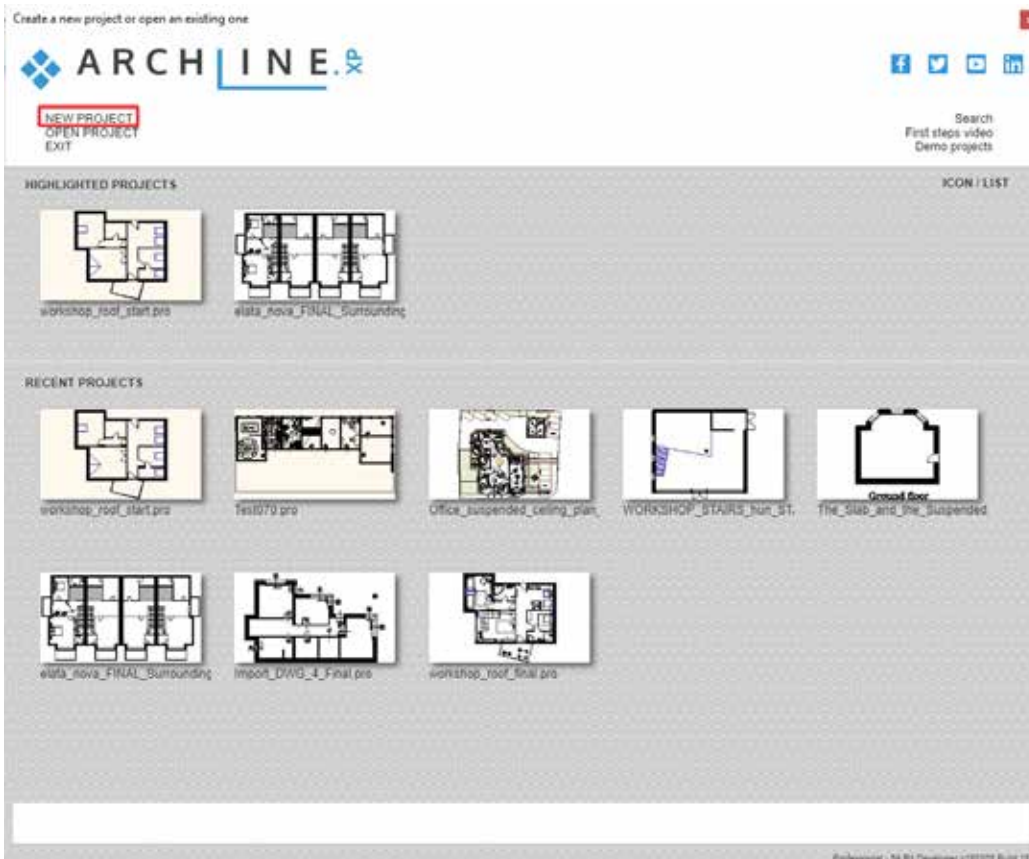 Create a new project or open an existing one
ARCHLINE.XP
NEW PROJECT
OPEN PROJECT
EXIT
Search
First steps video
Demo projects
HIGHLIGHTED PROJECTS
ICON / LIST
workshop_roof_start.pro
elata_nova_FINAL_Surrounding
RECENT PROJECTS
Ground floor
workshop_roof_start.pro
Test070.pro
Office_suspended_ceiling_plan_
WORKSHOP_STAIRS_hun_ST.
The_Slab_and_the_Suspended
elata_nova_FINAL_Surrounding
Import_DWG_4_Final.pro
workshop_roof_final.pro